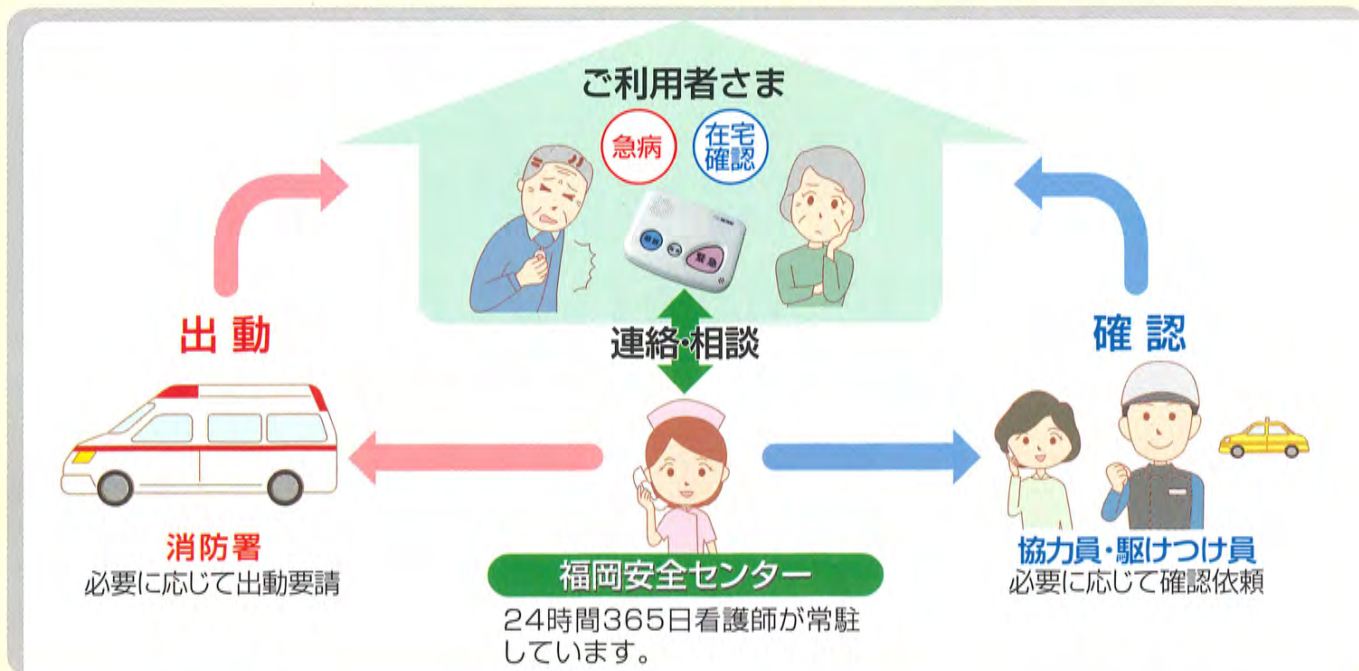 ご利用者さま
急病
在宅
確認
緊急
連絡・相談
出動
確認
消防署
必要に応じて出動要請
福岡安全センター
24時間365日看護師が常駐
しています。
協力員・駆けつけ員
必要に応じて確認依頼